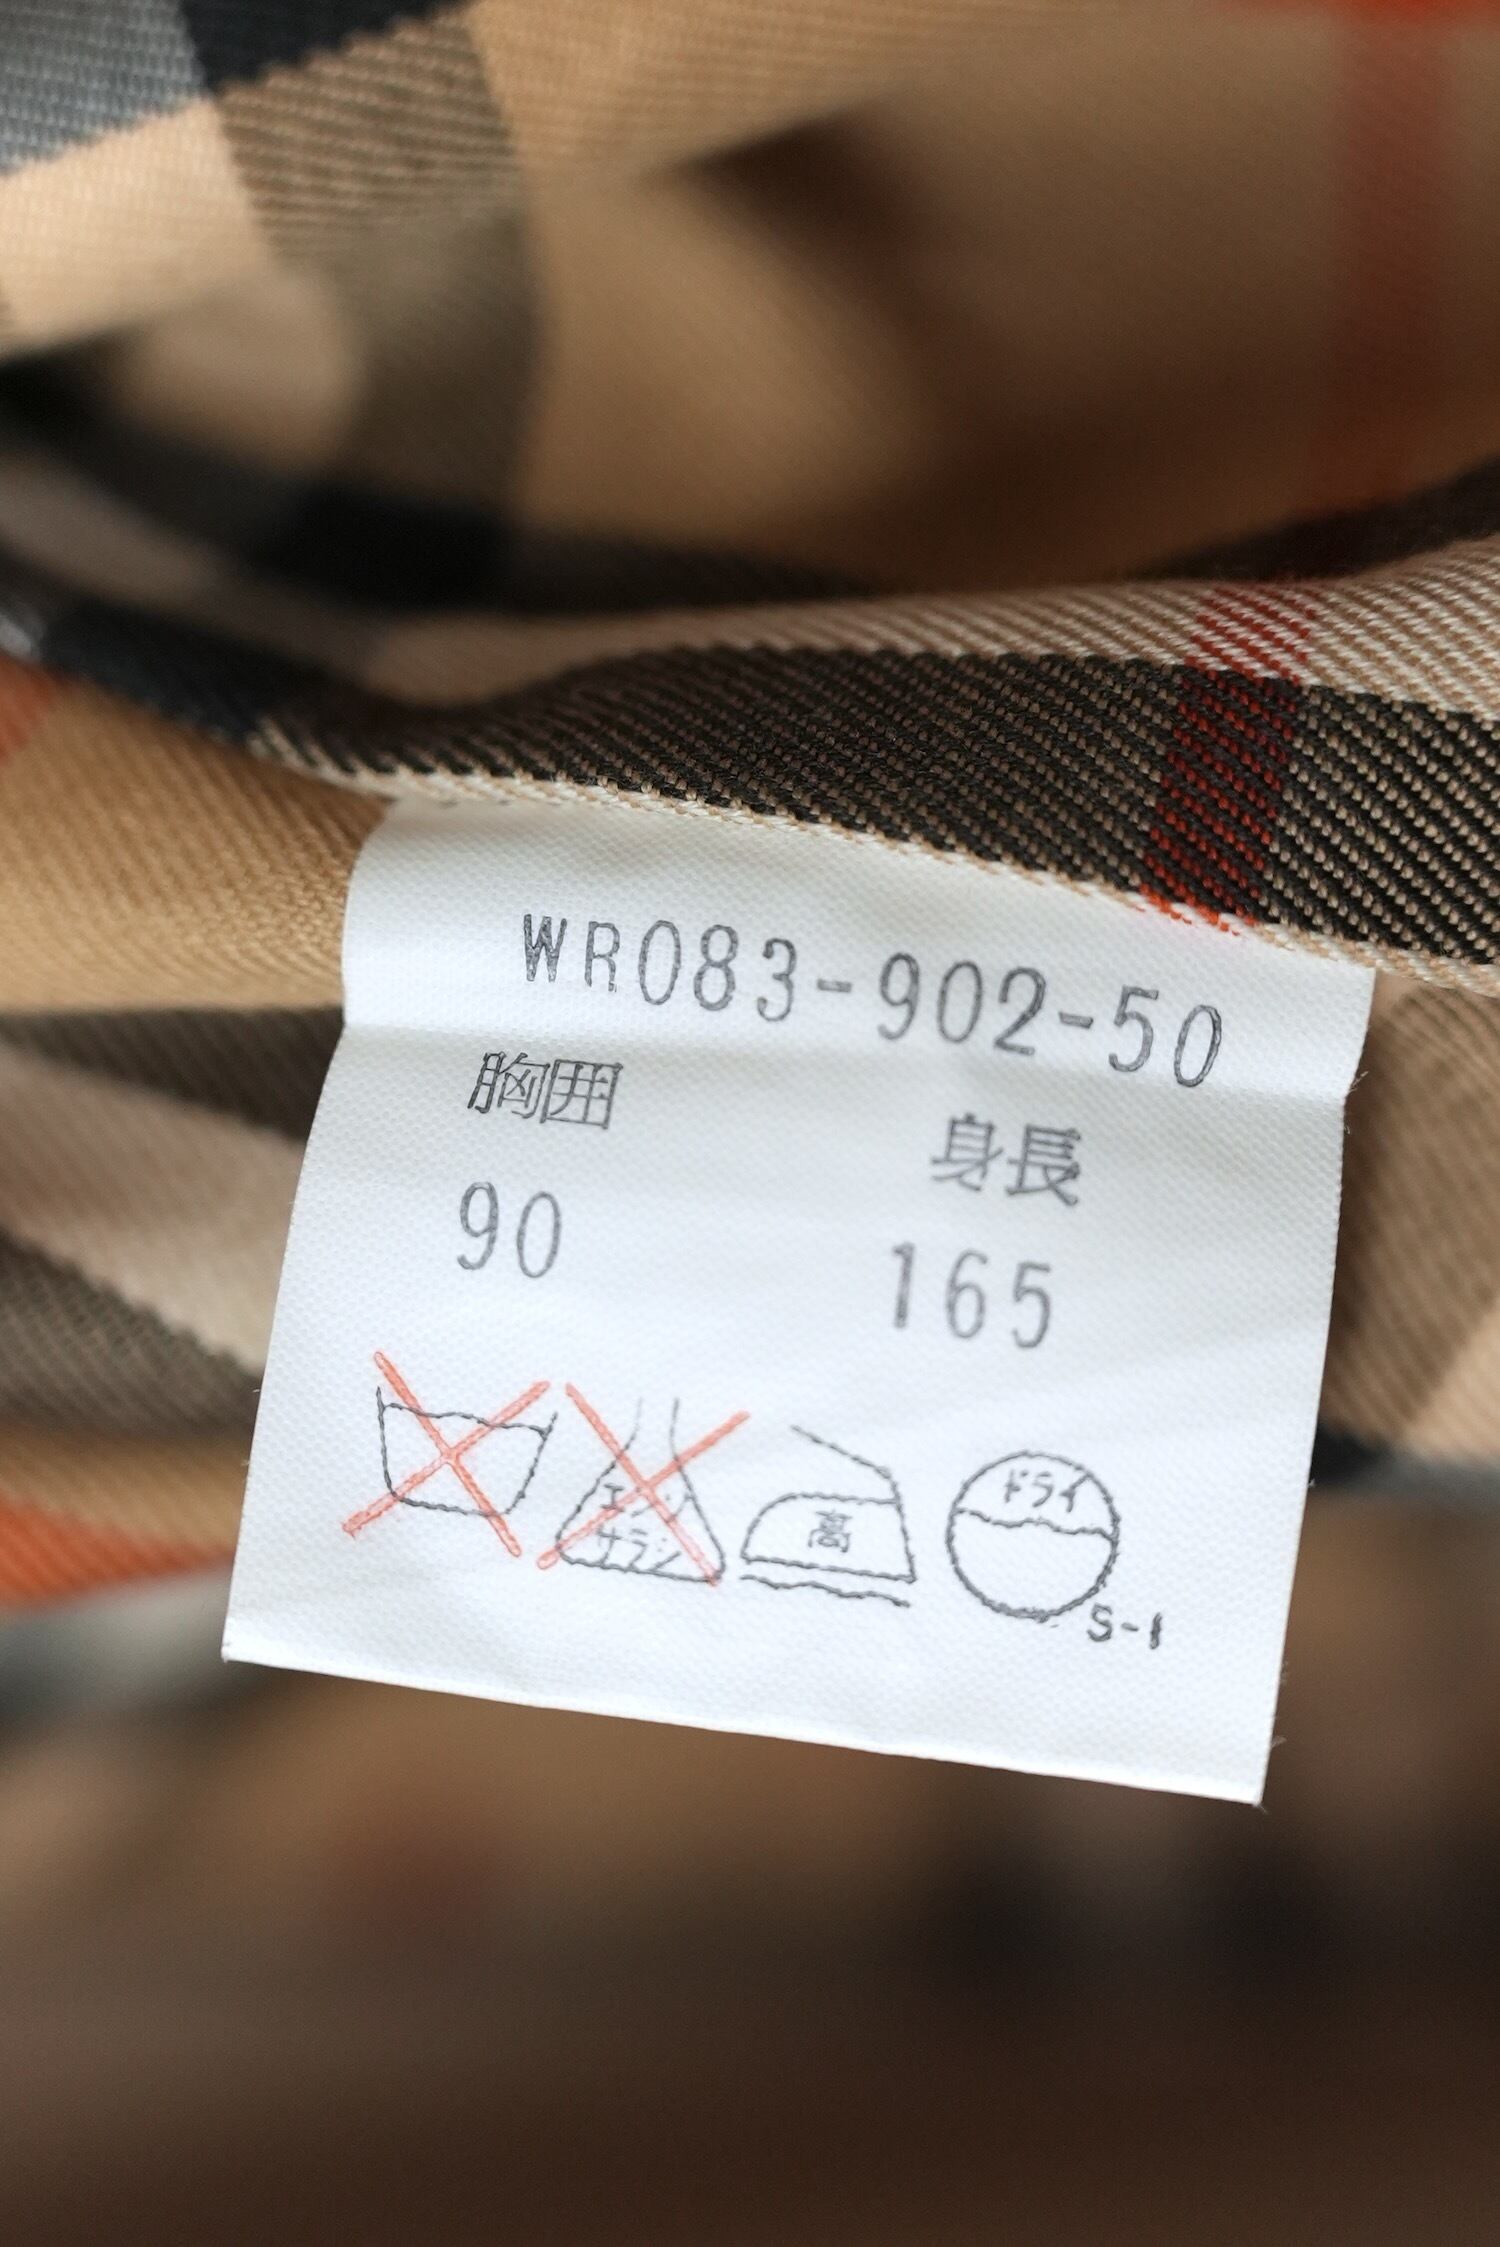 WR083-902-50
胸囲 身長
90 165
エンソ
サラシ
高
ドライ
S-1